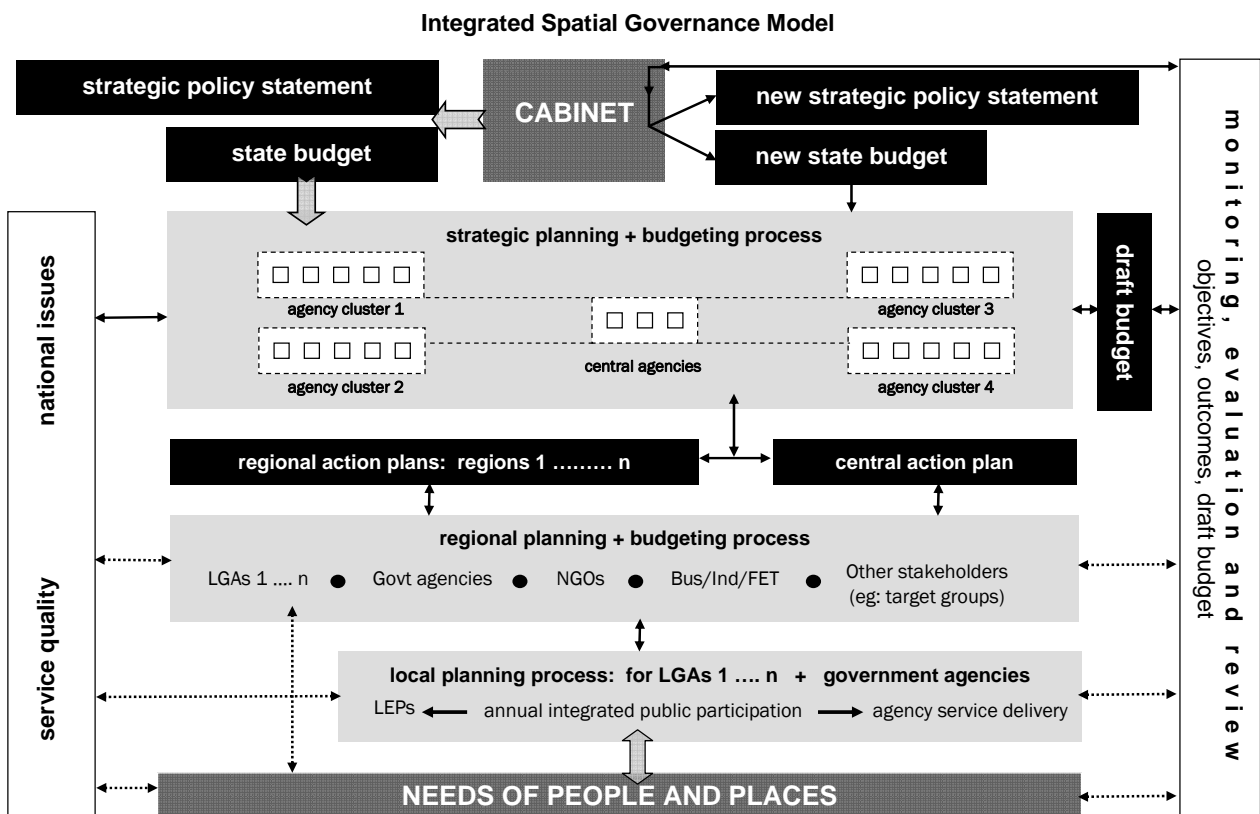 Integrated Spatial Governance Model
strategic policy statement
CABINET
new strategic policy statement
state budget
new state budget
strategic planning + budgeting process
agency cluster 1
agency cluster 3
central agencies
agency cluster 2
agency cluster 4
draft budget
national issues
service quality
regional action plans:  regions 1 ……… n
central action plan
regional planning + budgeting process
LGAs 1 .... n ● Govt agencies ● NGOs ● Bus/Ind/FET ● Other stakeholders
(eg: target groups)
local planning process:  for LGAs 1 …. n   +   government agencies
LEPs annual integrated public participation agency service delivery
NEEDS OF PEOPLE AND PLACES
monitoring, evaluation and review
objectives, outcomes, draft budget